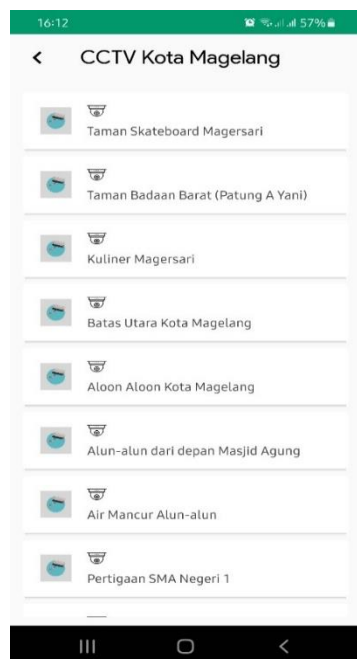 16:12
57%
CCTV Kota Magelang
Taman Skateboard Magersari
Taman Badaan Barat (Patung A Yani)
Kuliner Magersari
Batas Utara Kota Magelang
Aloon Aloon Kota Magelang
Alun-alun dari depan Masjid Agung
Air Mancur Alun-alun
Pertigaan SMA Negeri 1